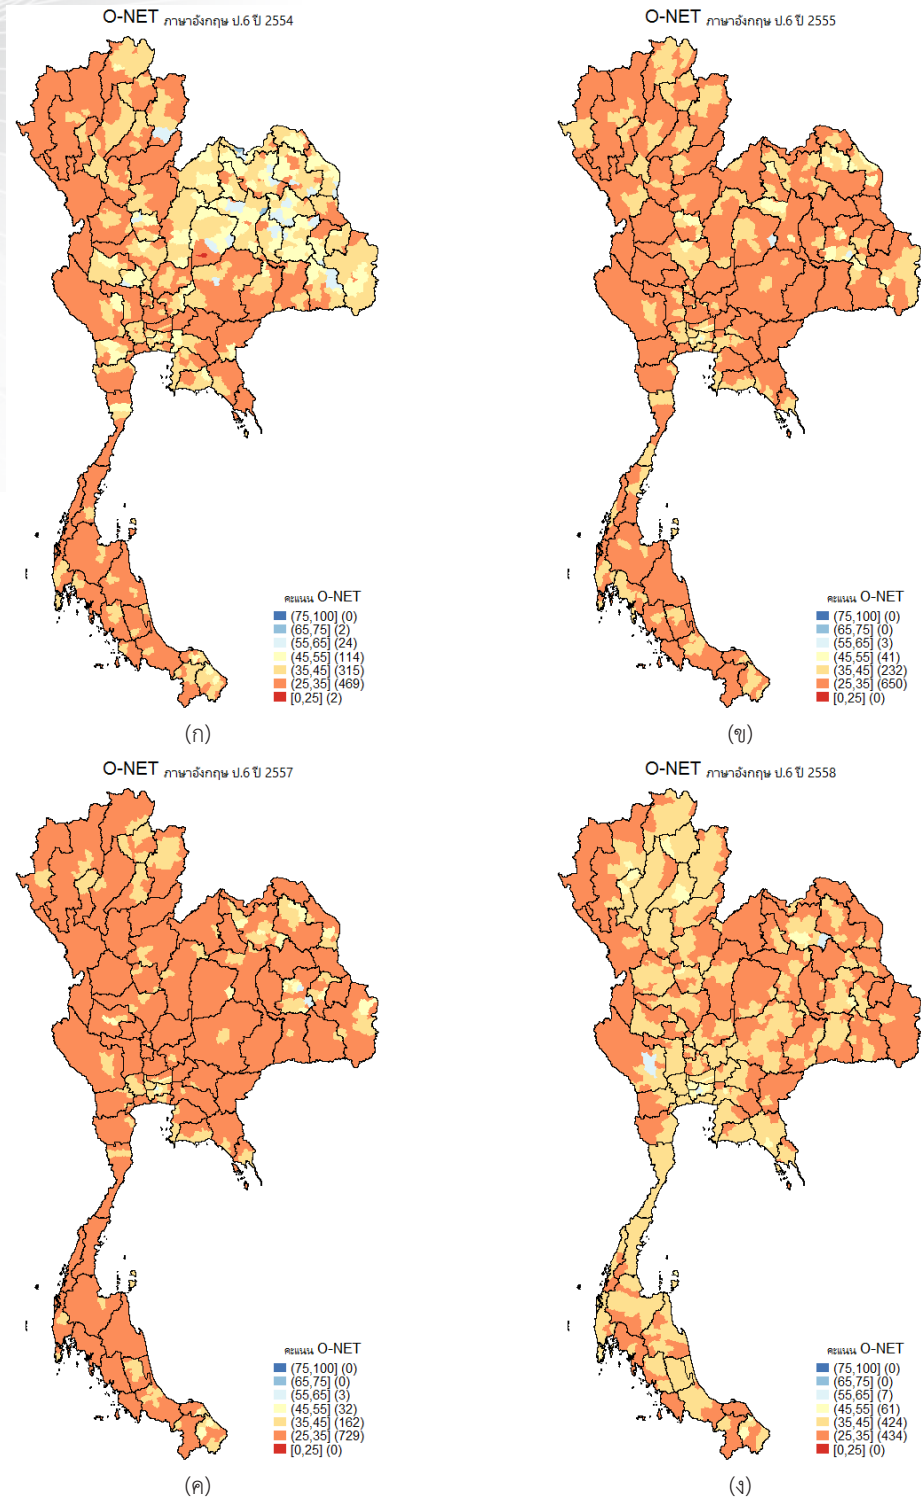 O-NET ภาษาอังกฤษ ป.6 ปี 2554
คะแนน O-NET
(75,100] (0)
(65,75] (2)
(55,65] (24)
(45,55] (114)
(35,45] (315)
(25,35] (469)
[0,25] (2)
(ก)
O-NET ภาษาอังกฤษ ป.6 ปี 2555
คะแนน O-NET
(75,100] (0)
(65,75] (0)
(55,65] (3)
(45,55] (41)
(35,45] (232)
(25,35] (650)
[0,25] (0)
(ข)
O-NET ภาษาอังกฤษ ป.6 ปี 2557
คะแนน O-NET
(75,100] (0)
(65,75] (0)
(55,65] (3)
(45,55] (32)
(35,45] (162)
(25,35] (729)
[0,25] (0)
(ค)
O-NET ภาษาอังกฤษ ป.6 ปี 2558
คะแนน O-NET
(75,100] (0)
(65,75] (0)
(55,65] (7)
(45,55] (61)
(35,45] (424)
(25,35] (434)
[0,25] (0)
(ง)